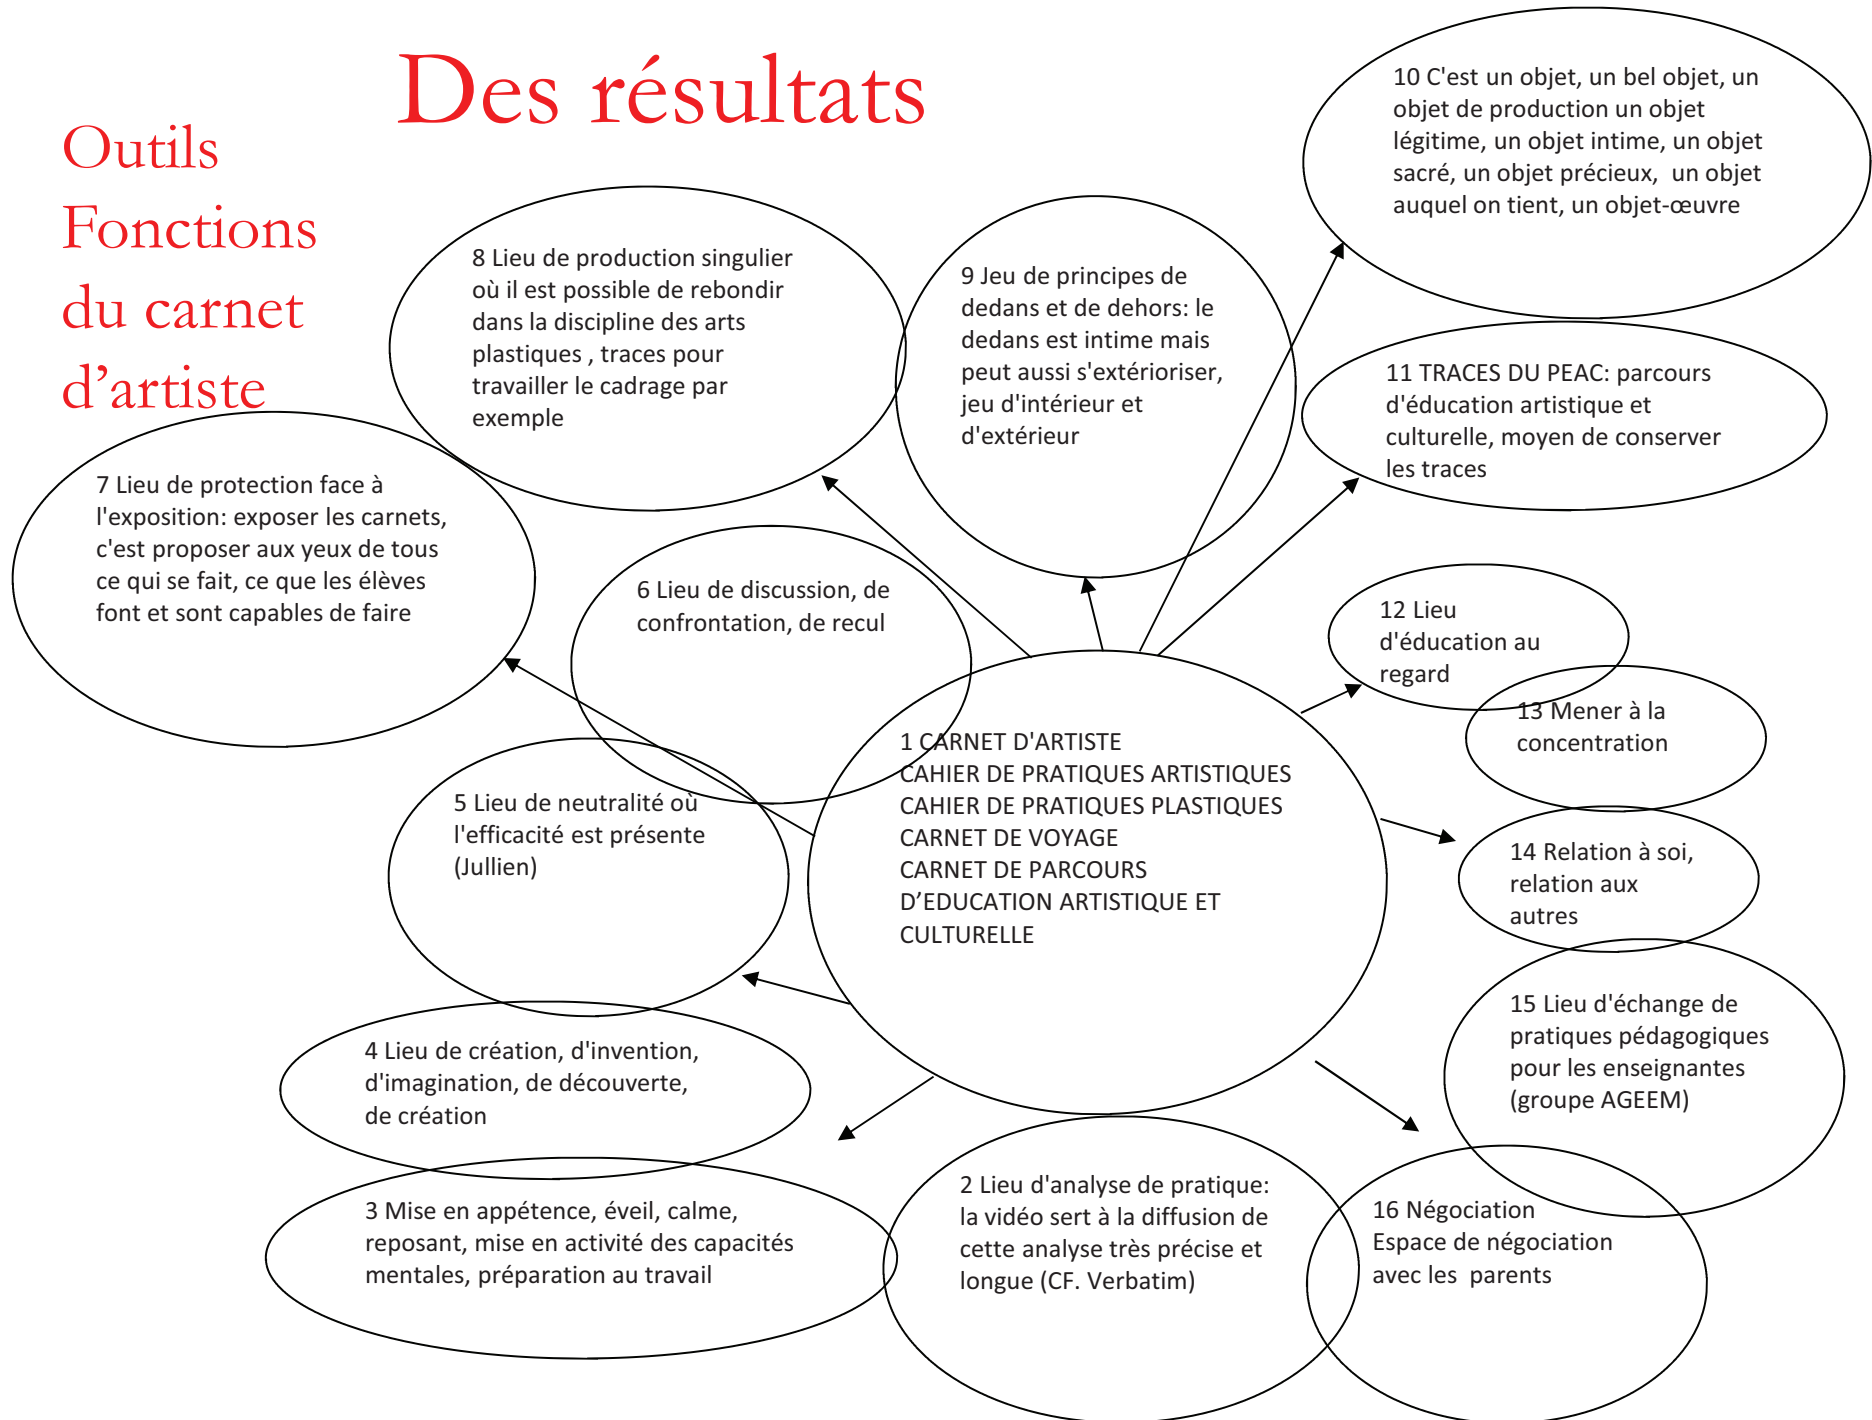 Des résultats
Outils
Fonctions
du carnet
d’artiste
10 C'est un objet, un bel objet, un
objet de production un objet
légitime, un objet intime, un objet
sacré, un objet précieux,  un objet
auquel on tient, un objet-œuvre
8 Lieu de production singulier
où il est possible de rebondir
dans la discipline des arts
plastiques , traces pour
travailler le cadrage par
exemple
9 Jeu de principes de
dedans et de dehors: le
dedans est intime mais
peut aussi s'extérioriser,
jeu d'intérieur et
d'extérieur
11 TRACES DU PEAC: parcours
d'éducation artistique et
culturelle, moyen de conserver
les traces
7 Lieu de protection face à
l'exposition: exposer les carnets,
c'est proposer aux yeux de tous
ce qui se fait, ce que les élèves
font et sont capables de faire
6 Lieu de discussion, de
confrontation, de recul
12 Lieu
d'éducation au
regard
13 Mener à la
concentration
1 CARNET D'ARTISTE
CAHIER DE PRATIQUES ARTISTIQUES
CAHIER DE PRATIQUES PLASTIQUES
CARNET DE VOYAGE
CARNET DE PARCOURS
D’EDUCATION ARTISTIQUE ET
CULTURELLE
5 Lieu de neutralité où
l'efficacité est présente
(Jullien)
14 Relation à soi,
relation aux
autres
15 Lieu d'échange de
pratiques pédagogiques
pour les enseignantes
(groupe AGEEM)
4 Lieu de création, d'invention,
d'imagination, de découverte,
de création
3 Mise en appétence, éveil, calme,
reposant, mise en activité des capacités
mentales, préparation au travail
2 Lieu d'analyse de pratique:
la vidéo sert à la diffusion de
cette analyse très précise et
longue (CF. Verbatim)
16 Négociation
Espace de négociation
avec les  parents